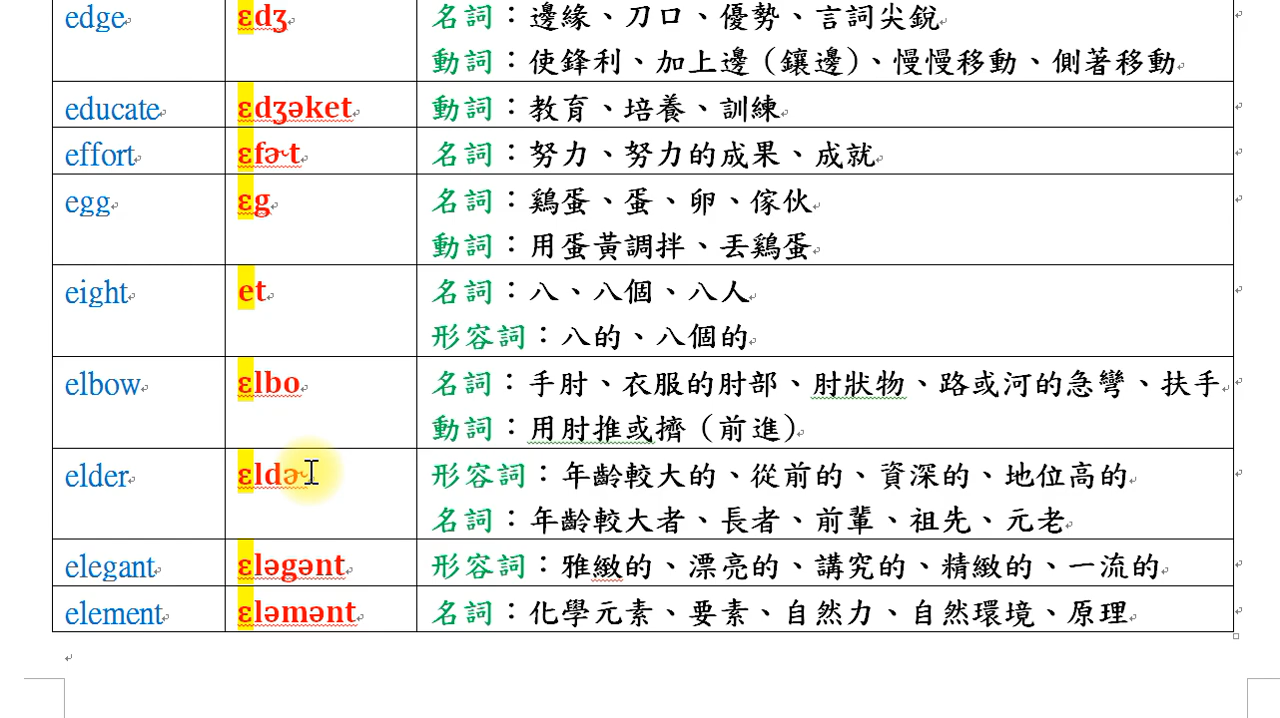 edge ɛdʒ 名詞：邊緣、刀口、優勢、言詞尖銳
動詞：使鋒利、加上邊（鑲邊）、慢慢移動、側著移動
educate ɛdʒəket 動詞：教育、培養、訓練
effort ɛfɚt 名詞：努力、努力的成果、成就
egg ɛg 名詞：鷄蛋、蛋、卵、傢伙
動詞：用蛋黃調拌、丟鷄蛋
eight et 名詞：八、八個、八人
形容詞：八的、八個的
elbow ɛlbo 名詞：手肘、衣服的肘部、肘狀物、路或河的急彎、扶手
動詞：用肘推或擠（前進）
elder ɛldɚ 形容詞：年齡較大的、從前的、資深的、地位高的
名詞：年齡較大者、長者、前輩、祖先、元老
elegant ɛləgənt 形容詞：雅緻的、漂亮的、講究的、精緻的、一流的
element ɛləmənt 名詞：化學元素、要素、自然力、自然環境、原理